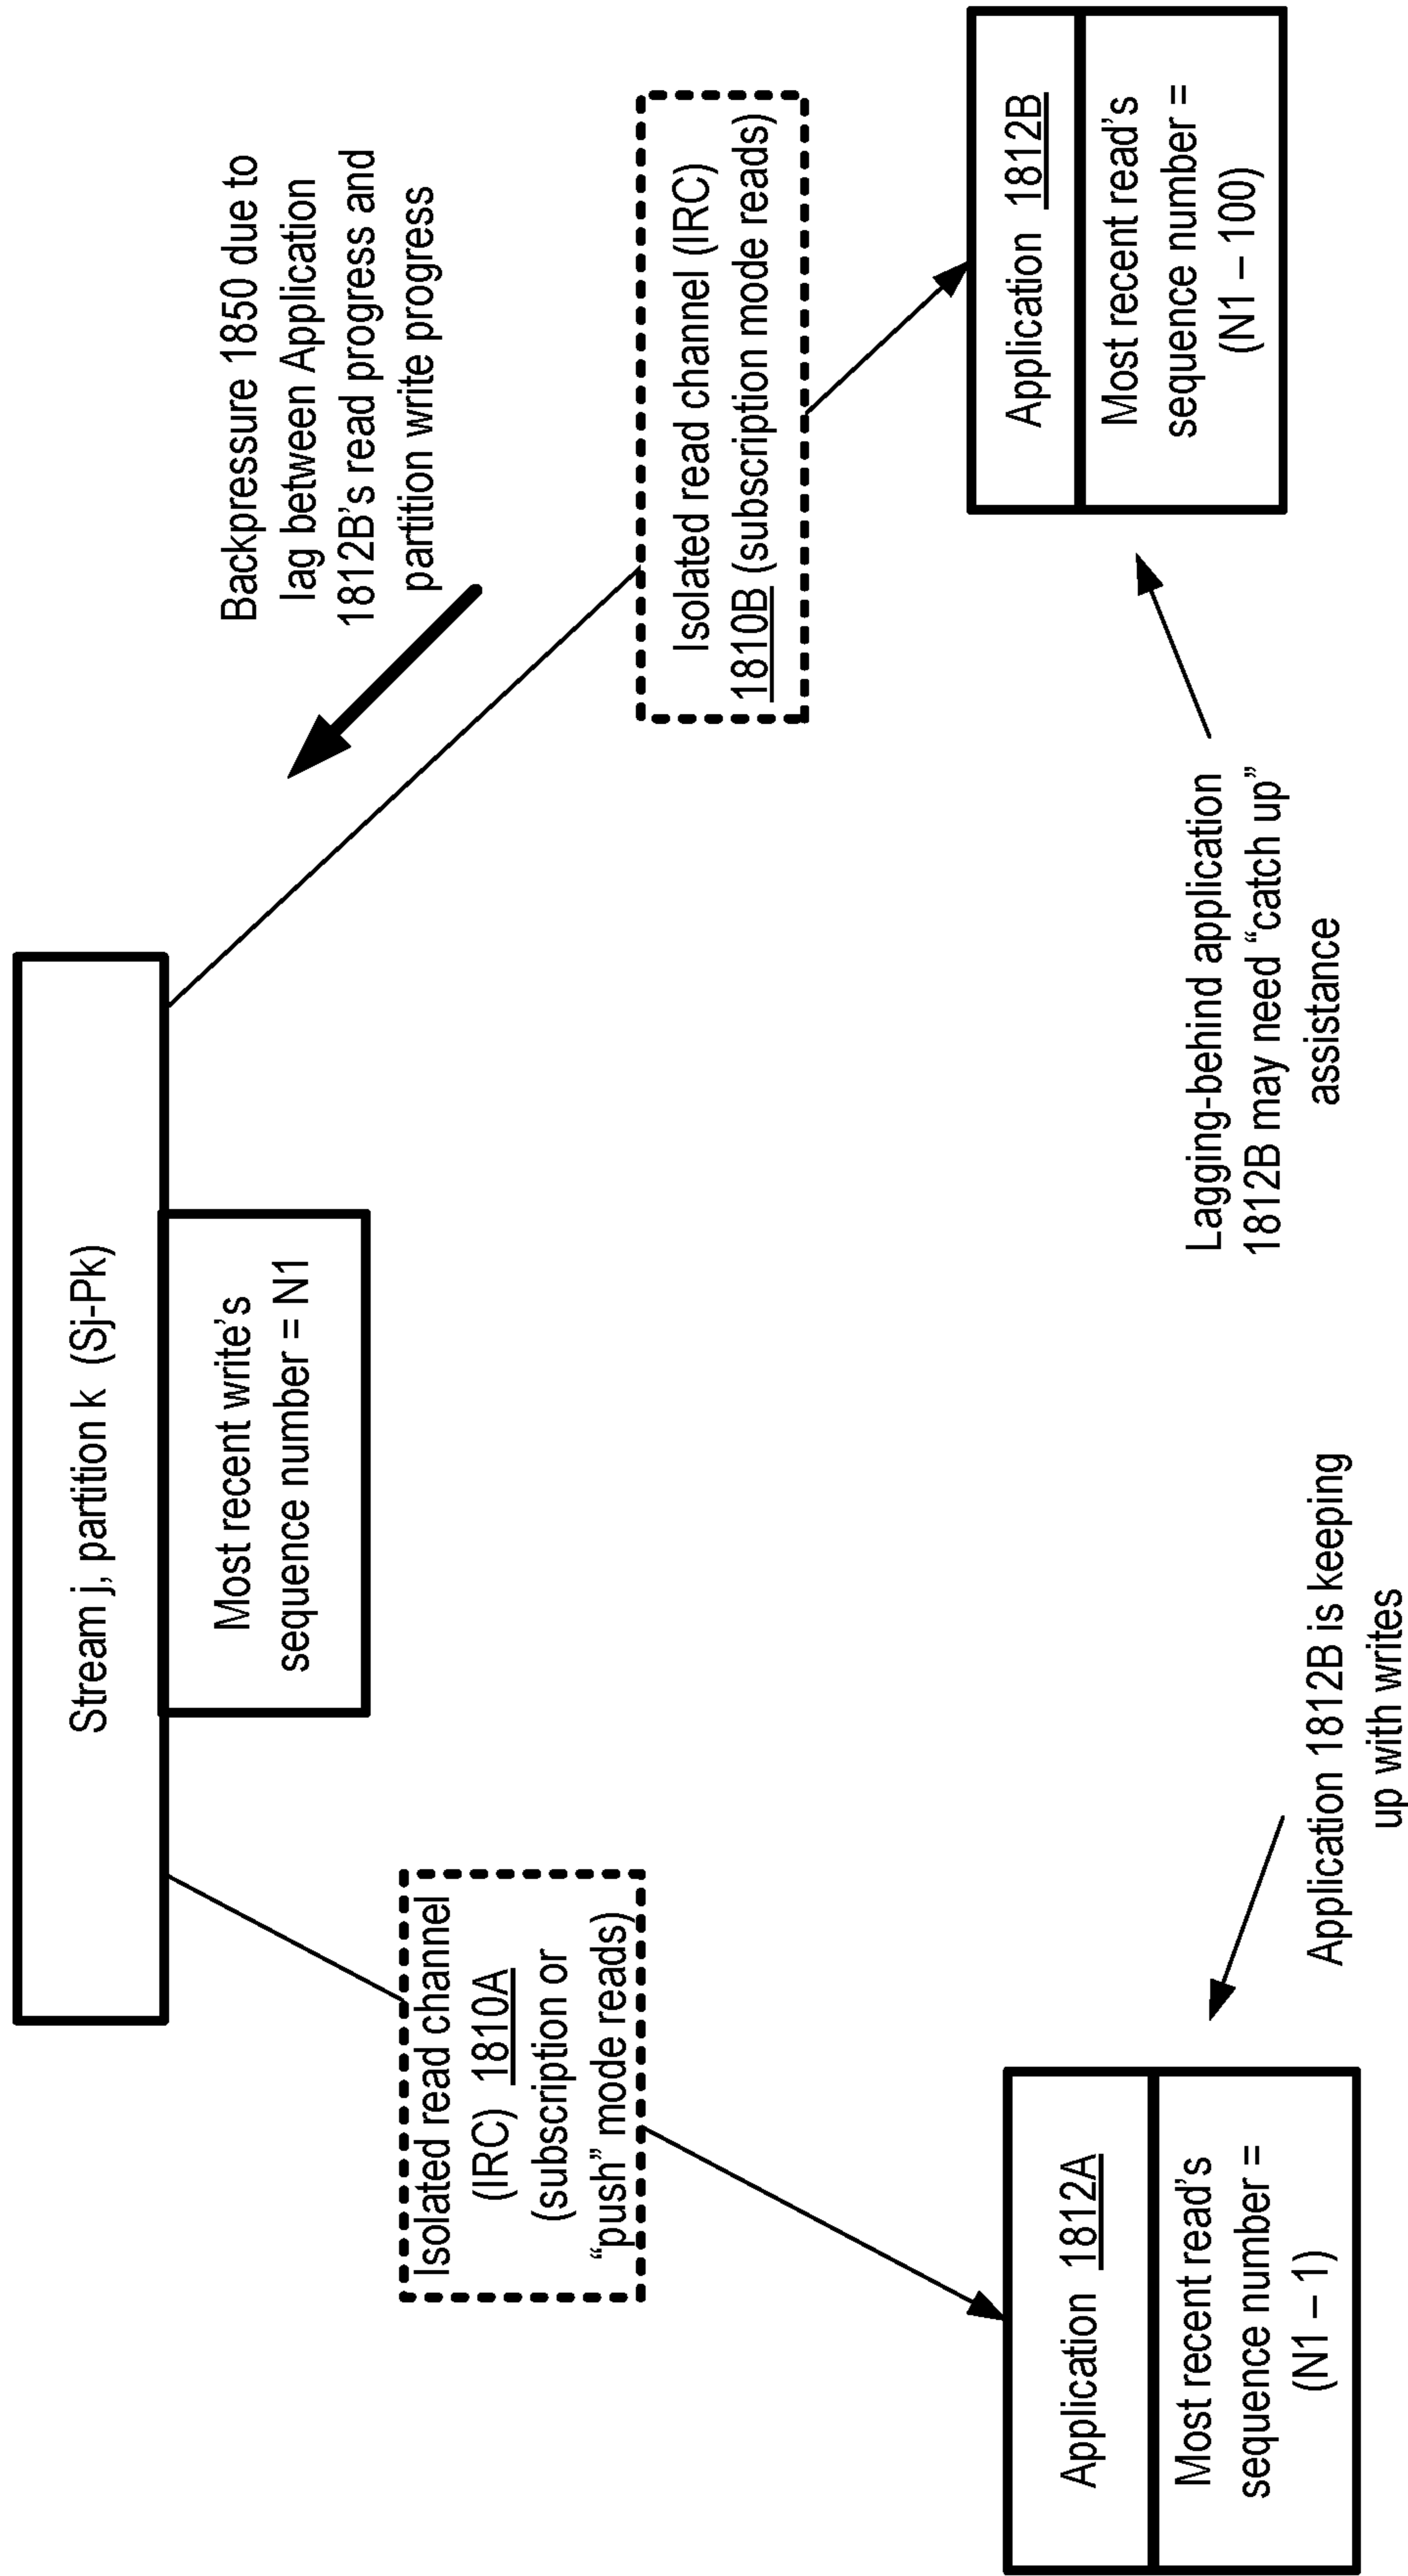 Stream j, partition k (Sj-Pk)
Most recent write's
sequence number = N1
Backpressure 1850 due to
lag between Application
1812B's read progress and
partition write progress
Isolated read channel
(IRC) 1810A
(subscription or
“push” mode reads)
Isolated read channel (IRC)
1810B (subscription mode reads)
Application 1812A
Most recent read's
sequence number =
(N1 – 1)
Application 1812B is keeping
up with writes
Lagging-behind application
1812B may need “catch up”
assistance
Application 1812B
Most recent read's
sequence number =
(N1 – 100)